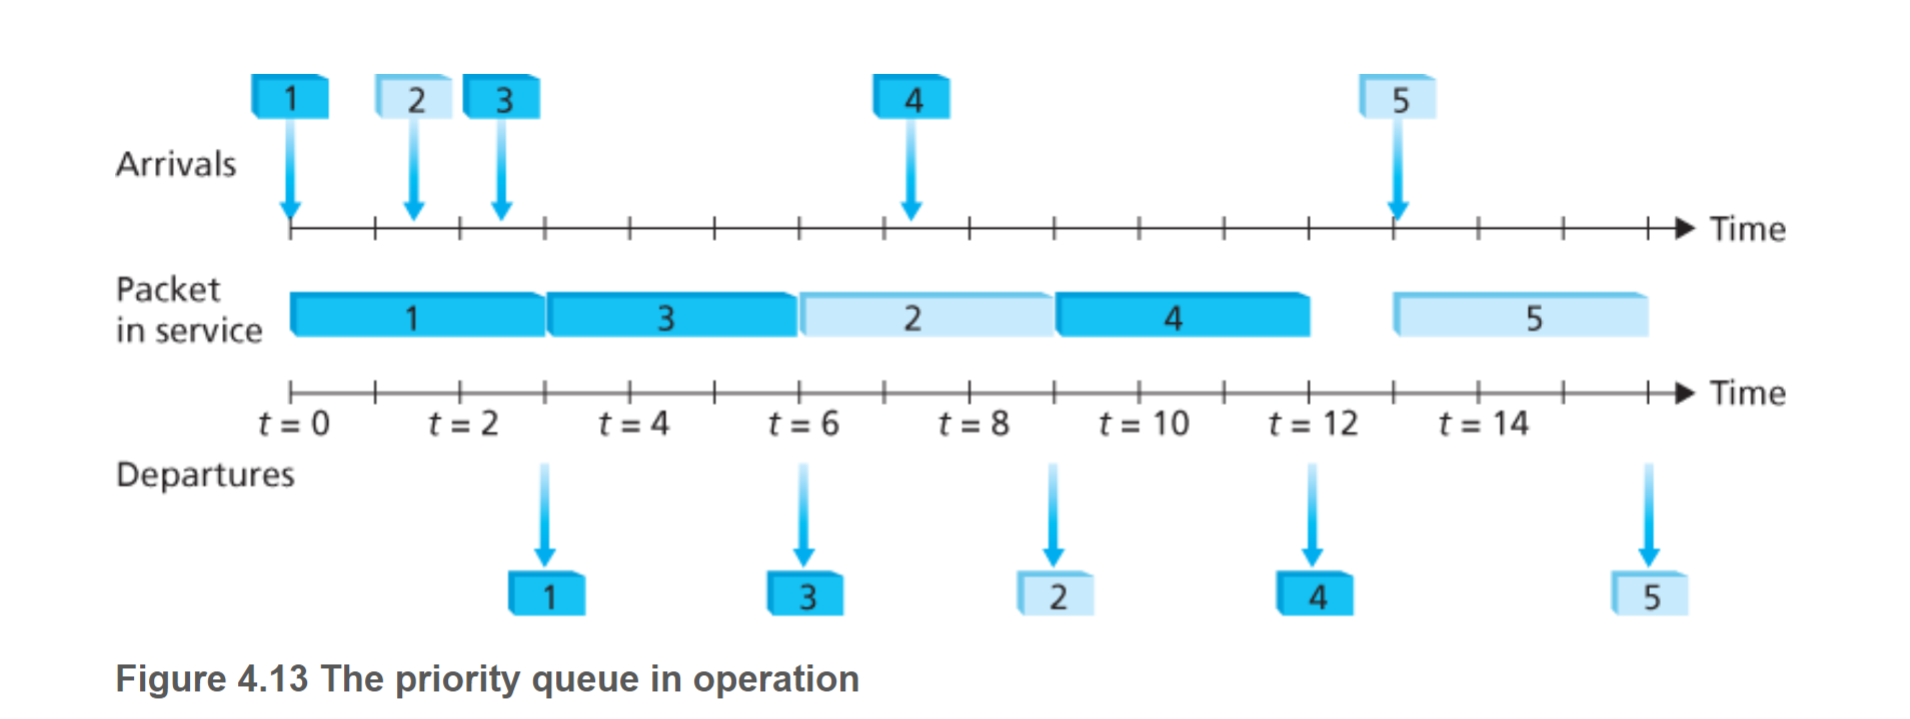 1 2 3 4 5
Arrivals
Time
Packet
in service
1 3 2 4 5
Time
t = 0 t = 2 t = 4 t = 6 t = 8 t = 10 t = 12 t = 14
Departures
1 3 2 4 5
Figure 4.13 The priority queue in operation